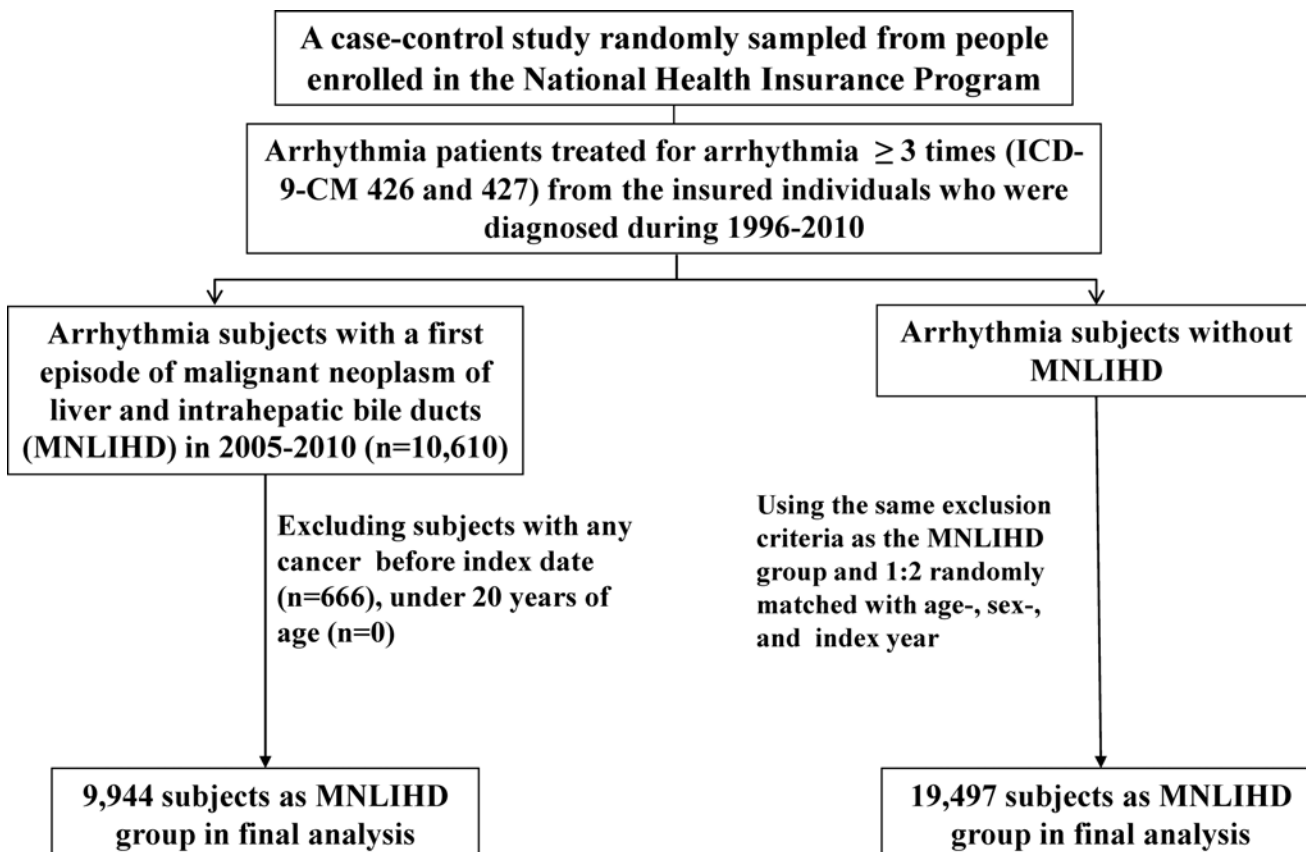 A case-control study randomly sampled from people
enrolled in the National Health Insurance Program
Arrhythmia patients treated for arrhythmia ≥ 3 times (ICD-
9-CM 426 and 427) from the insured individuals who were
diagnosed during 1996-2010
Arrhythmia subjects with a first
episode of malignant neoplasm of
liver and intrahepatic bile ducts
(MNLIHD) in 2005-2010 (n=10,610)
Arrhythmia subjects without
MNLIHD
Excluding subjects with any
cancer before index date
(n=666), under 20 years of
age (n=0)
Using the same exclusion
criteria as the MNLIHD
group and 1:2 randomly
matched with age-, sex-,
and index year
9,944 subjects as MNLIHD
group in final analysis
19,497 subjects as MNLIHD
group in final analysis